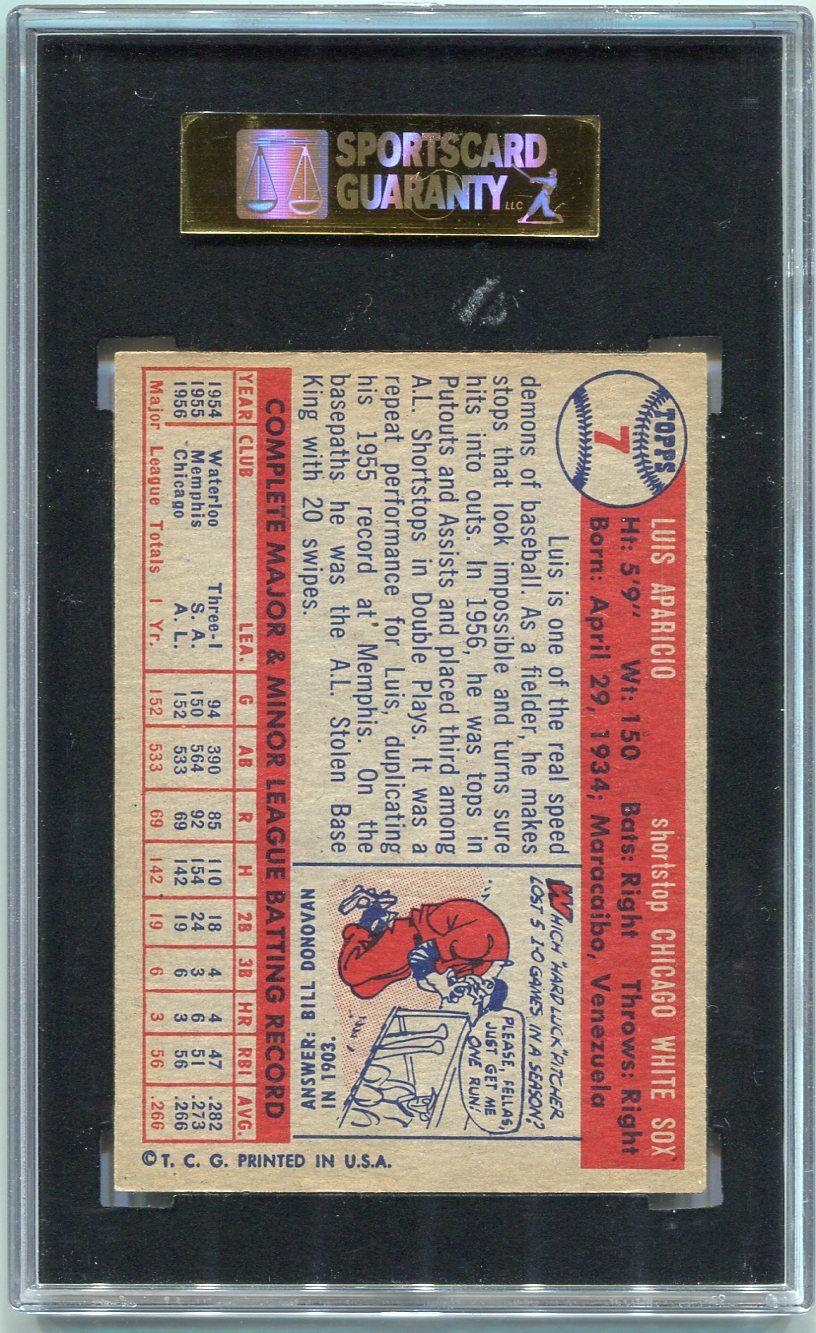 SPORTSCARD
GUARANTY LLC
TOPPS
7
LUIS APARICIO shortstop CHICAGO WHITE SOX
Ht: 5'9" Wt: 150 Bats: Right Throws: Right
Born: April 29, 1934; Maracaibo, Venezuela
Luis is one of the real speed
demons of baseball. As a fielder, he makes
stops that look impossible and turns sure
hits into outs. In 1956, he was tops in
Putouts and Assists and placed third among
A.L. Shortstops in Double Plays. It was a
repeat performance for Luis, duplicating
his 1955 record at Memphis. On the
basepaths he was the A.L. Stolen Base
King with 20 swipes.
WHICH "HARD LUCK" PITCHER
LOST 5 1-0 GAMES, IN A SEASON?
PLEASE, FELLAS,
JUST GET ME
ONE RUN!
ANSWER: BILL DONOVAN
IN 1903.
COMPLETE MAJOR & MINOR LEAGUE BATTING RECORD
YEAR CLUB LEA. G AB R H 2B 3B HR RBI AVG.
1954 Waterloo Three-I 94 390 85 110 18 4 4 47 .282
1955 Memphis S. A. 150 564 92 154 24 3 6 51 .273
1956 Chicago A. L. 152 533 69 142 19 6 3 56 .266
Major League Totals 1 Yr. 152 533 69 142 19 6 3 56 .266
© T. C. G. PRINTED IN U.S.A.